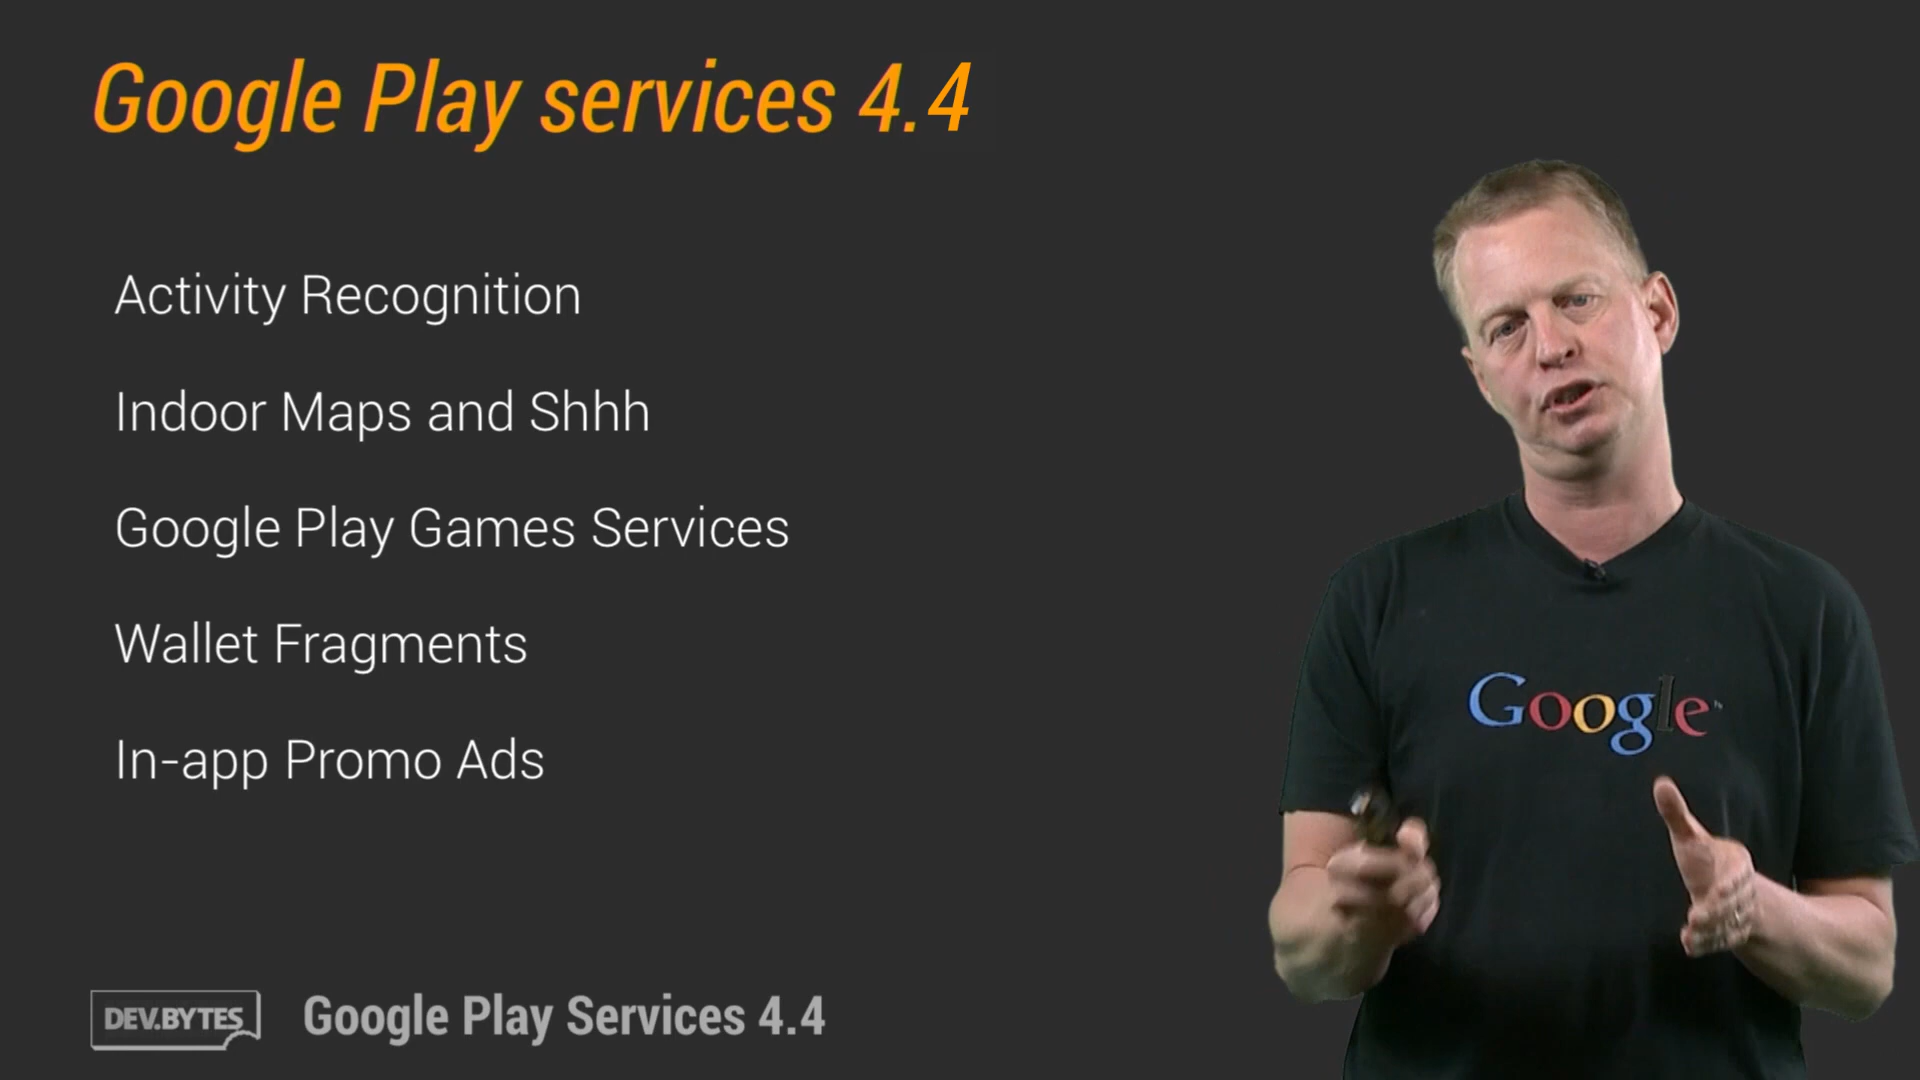 Google Play services 4.4
Activity Recognition
Indoor Maps and Shhh
Google Play Games Services
Wallet Fragments
In-app Promo Ads
Google
DEV.BYTES
Google Play Services 4.4